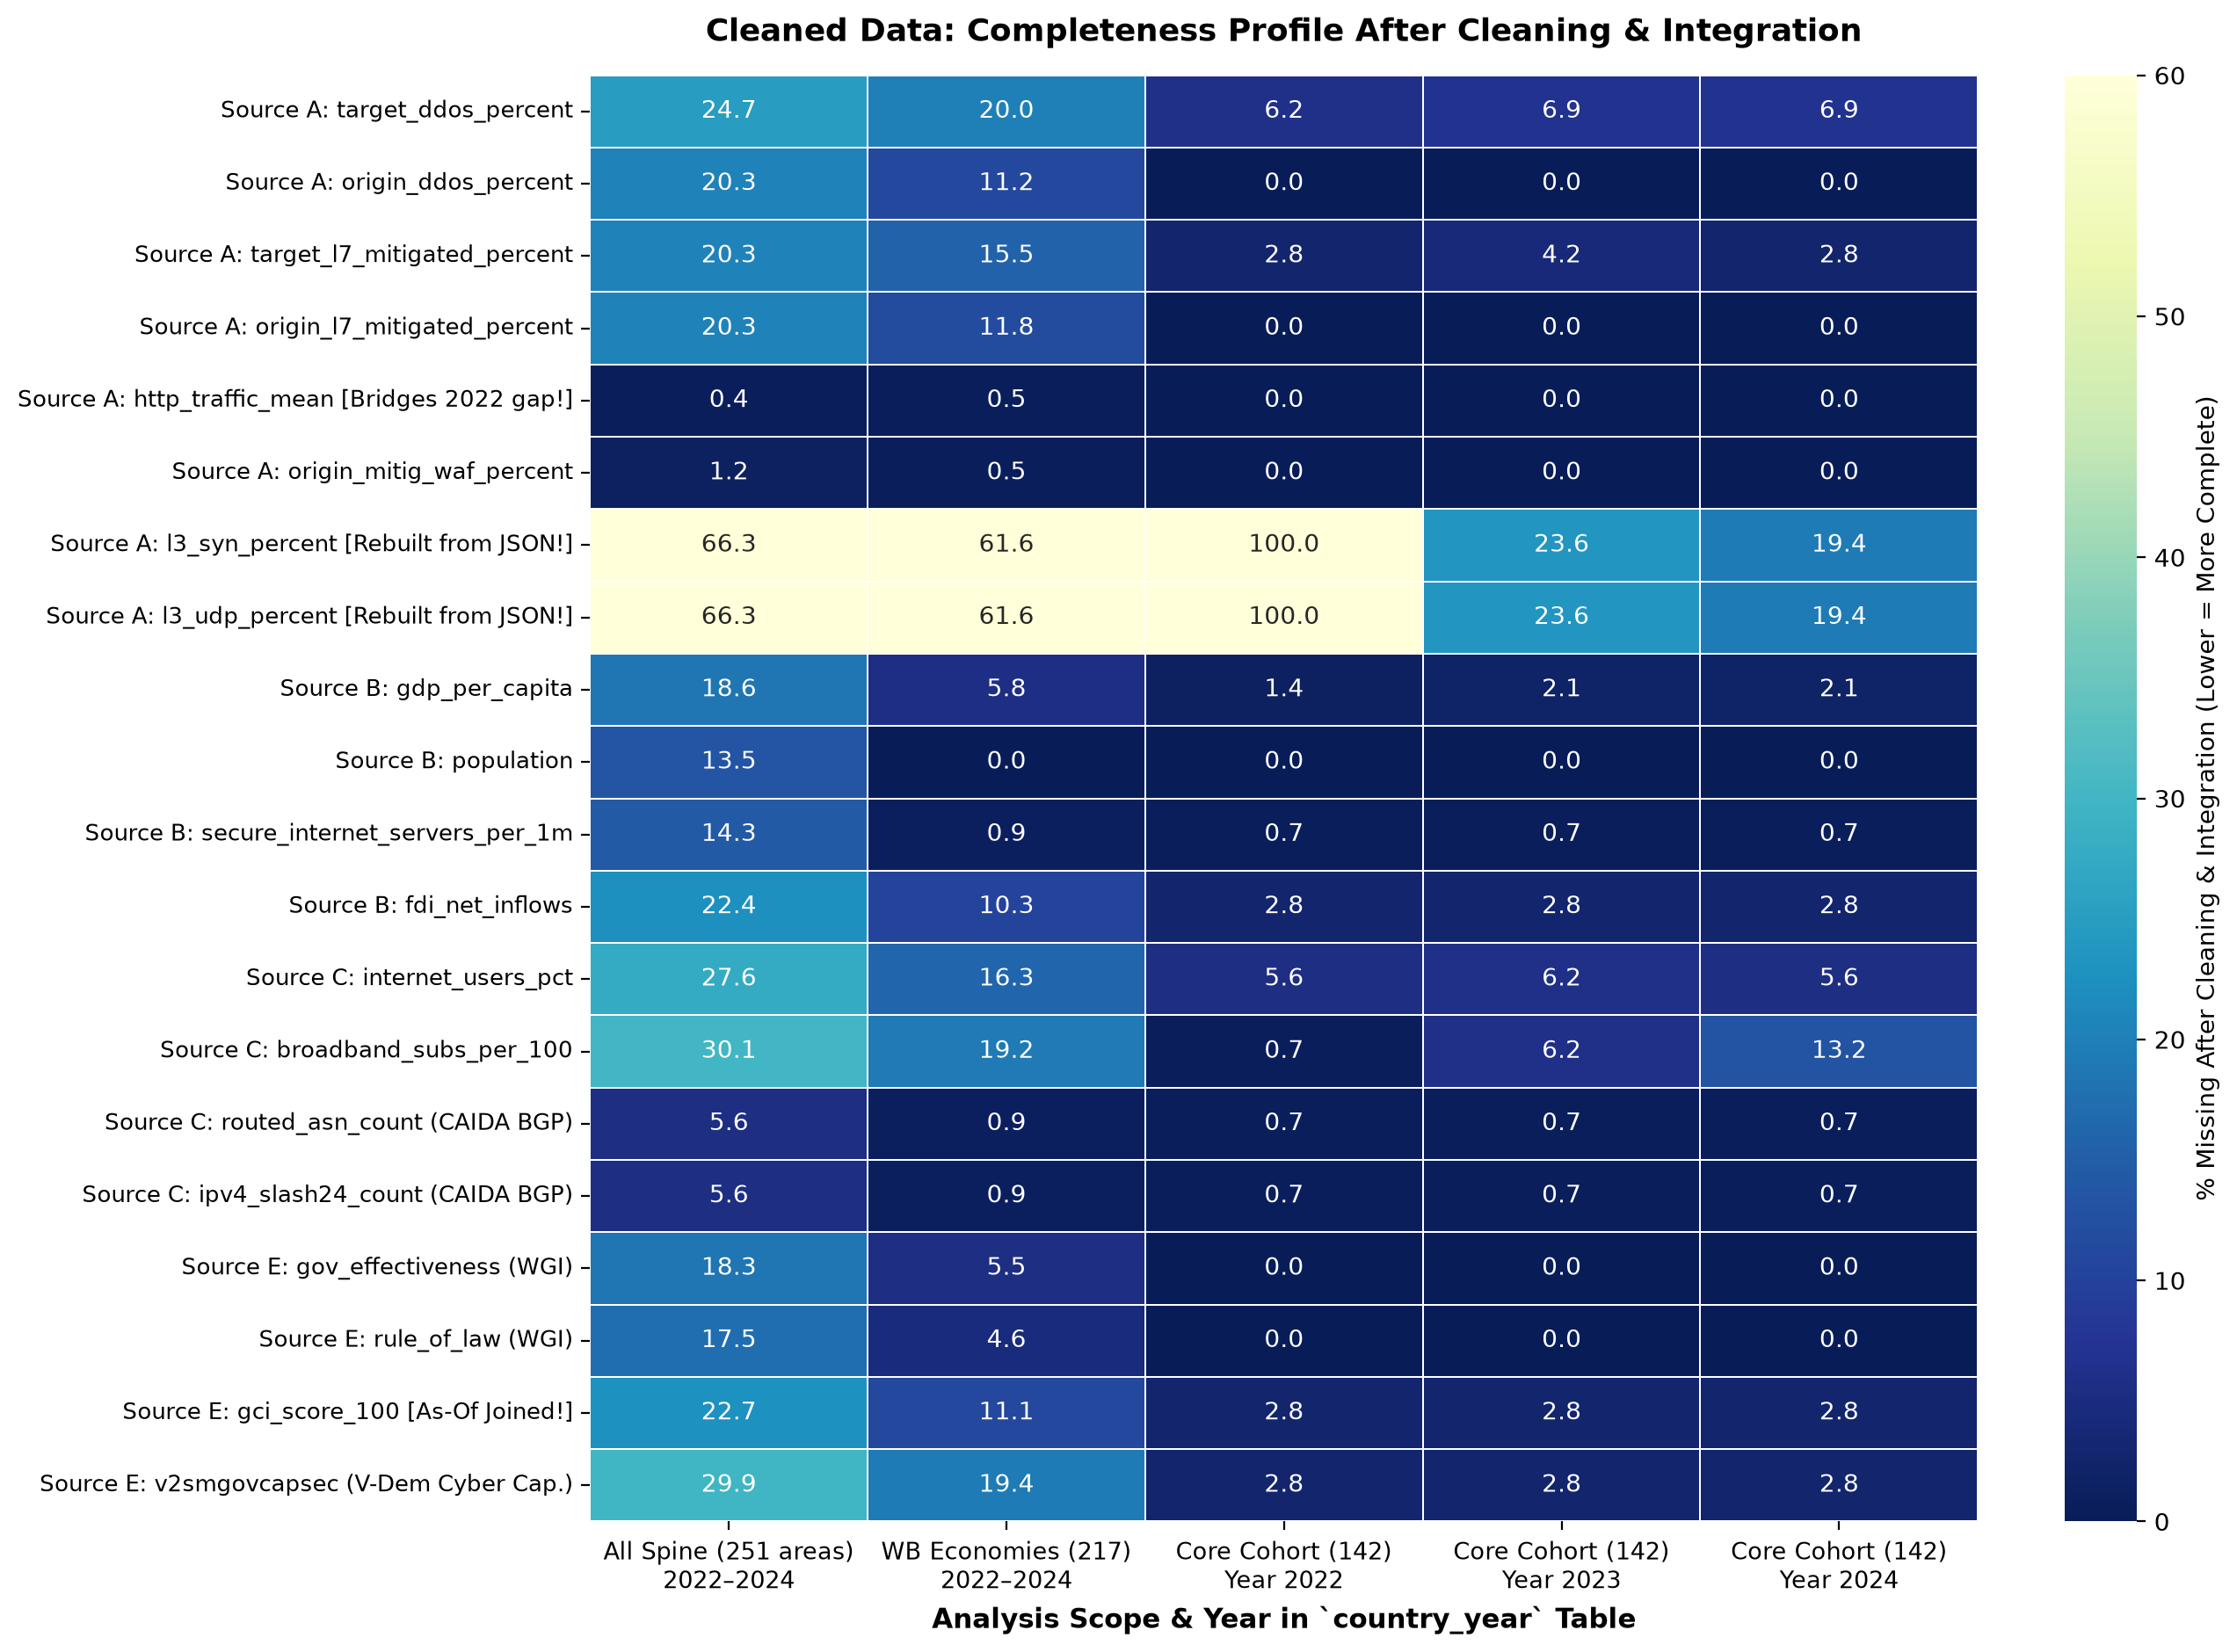 Cleaned Data: Completeness Profile After Cleaning & Integration
Source A: target_ddos_percent 24.7 20.0 6.2 6.9 6.9
Source A: origin_ddos_percent 20.3 11.2 0.0 0.0 0.0
Source A: target_l7_mitigated_percent 20.3 15.5 2.8 4.2 2.8
Source A: origin_l7_mitigated_percent 20.3 11.8 0.0 0.0 0.0
Source A: http_traffic_mean [Bridges 2022 gap!] 0.4 0.5 0.0 0.0 0.0
Source A: origin_mitig_waf_percent 1.2 0.5 0.0 0.0 0.0
Source A: l3_syn_percent [Rebuilt from JSON!] 66.3 61.6 100.0 23.6 19.4
Source A: l3_udp_percent [Rebuilt from JSON!] 66.3 61.6 100.0 23.6 19.4
Source B: gdp_per_capita 18.6 5.8 1.4 2.1 2.1
Source B: population 13.5 0.0 0.0 0.0 0.0
Source B: secure_internet_servers_per_1m 14.3 0.9 0.7 0.7 0.7
Source B: fdi_net_inflows 22.4 10.3 2.8 2.8 2.8
Source C: internet_users_pct 27.6 16.3 5.6 6.2 5.6
Source C: broadband_subs_per_100 30.1 19.2 0.7 6.2 13.2
Source C: routed_asn_count (CAIDA BGP) 5.6 0.9 0.7 0.7 0.7
Source C: ipv4_slash24_count (CAIDA BGP) 5.6 0.9 0.7 0.7 0.7
Source E: gov_effectiveness (WGI) 18.3 5.5 0.0 0.0 0.0
Source E: rule_of_law (WGI) 17.5 4.6 0.0 0.0 0.0
Source E: gci_score_100 [As-Of Joined!] 22.7 11.1 2.8 2.8 2.8
Source E: v2smgovcapsec (V-Dem Cyber Cap.) 29.9 19.4 2.8 2.8 2.8
All Spine (251 areas) WB Economies (217) Core Cohort (142) Core Cohort (142) Core Cohort (142)
2022–2024 2022–2024 Year 2022 Year 2023 Year 2024
Analysis Scope & Year in `country_year` Table
60
50
40
30
20
10
0
% Missing After Cleaning & Integration (Lower = More Complete)